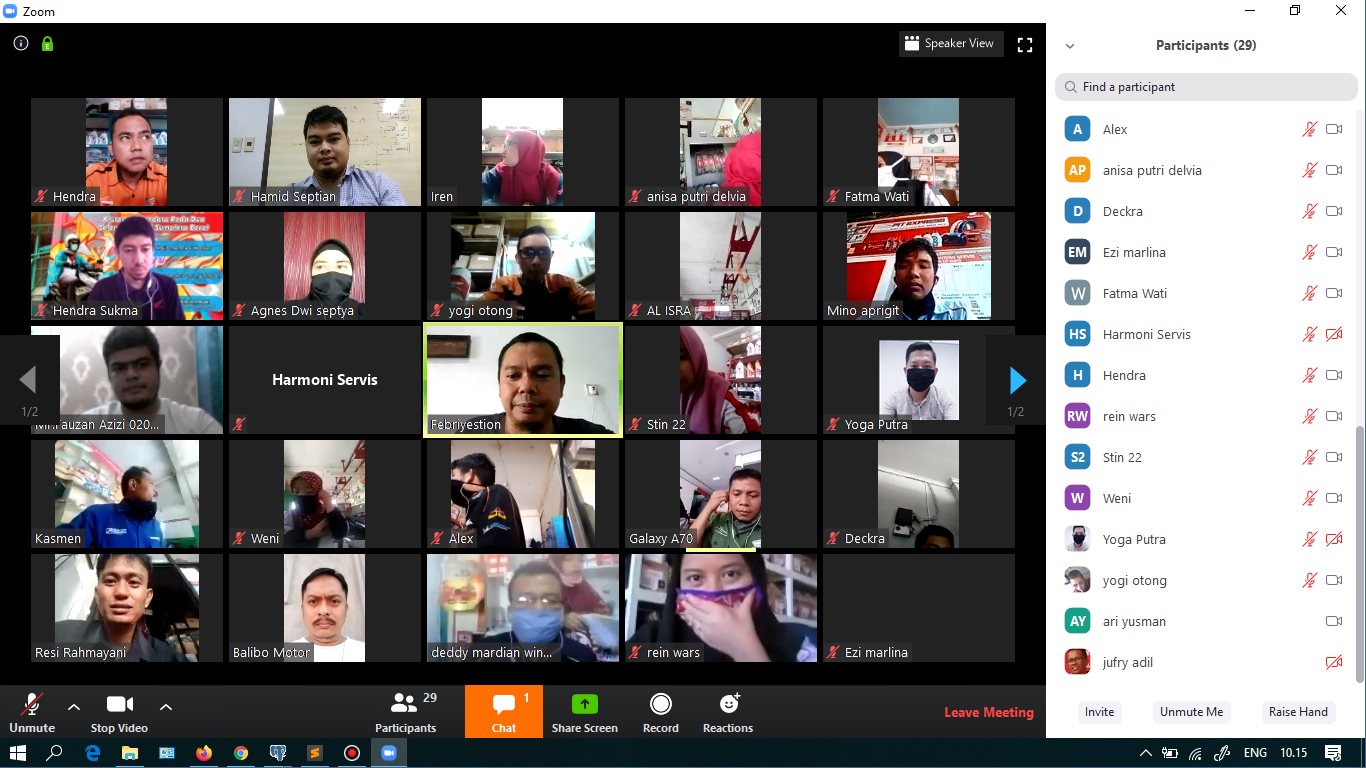 Zoom
Speaker View
Participants (29)
Find a participant
Hendra
Hamid Septian
Iren
anisa putri delvia
Fatma Wati
Hendra Sukma
Agnes Dwi septya
yogi otong
AL ISRA
Mino aprigit
1/2
Fauzan Azizi 020...
Harmoni Servis
Febriyestion
Stin 22
Yoga Putra
1/2
Kasmen
Weni
Alex
Galaxy A70
Deckra
Resi Rahmayani
Balibo Motor
deddy mardian win...
rein wars
Ezi marlina
A Alex
AP anisa putri delvia
D Deckra
EM Ezi marlina
W Fatma Wati
HS Harmoni Servis
H Hendra
RW rein wars
S2 Stin 22
W Weni
Yoga Putra
yogi otong
AY ari yusman
jufry adil
Unmute
Stop Video
29
Participants
1
Chat
Share Screen
Record
Reactions
Leave Meeting
Invite
Unmute Me
Raise Hand
ENG
10.15